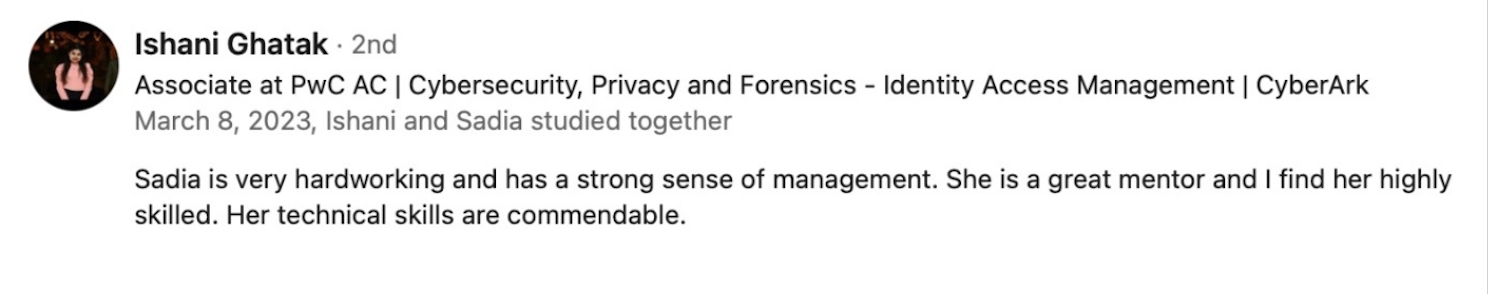 Ishani Ghatak · 2nd
Associate at PwC AC | Cybersecurity, Privacy and Forensics - Identity Access Management | CyberArk
March 8, 2023, Ishani and Sadia studied together
Sadia is very hardworking and has a strong sense of management. She is a great mentor and I find her highly
skilled. Her technical skills are commendable.